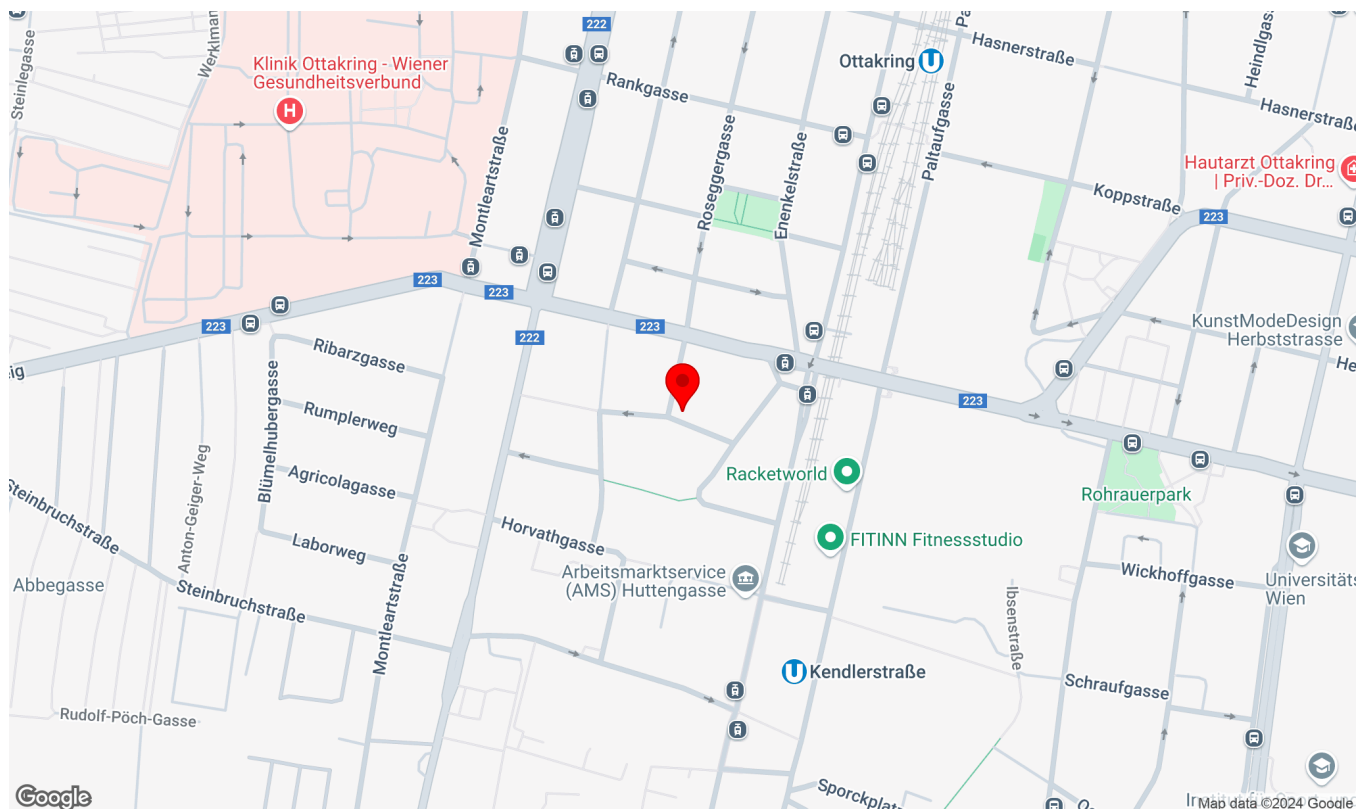 Steinlegasse
Werklman
222
Klinik Ottakring - Wiener
Gesundheitsverbund
H
Rankgasse
Ottakring
U
Hasnerstraße
Heindlgasse
Hasnerstraße
Montleartstraße
Roseggergasse
Enenkelstraße
Paltaufgasse
Hautarzt Ottakring
| Priv.-Doz. Dr...
Koppstraße
223
223
223
223
223
222
KunstModeDesign
Herbststrasse
Ribarzgasse
Blümelhubergasse
Rumplerweg
223
Agricolagasse
Racketworld
Rohrauerpark
Anton-Geiger-Weg
Steinbruchstraße
Horvathgasse
FITINN Fitnessstudio
Laborweg
Arbeitsmarktservice
(AMS) Huttengasse
Wickhoffgasse
Universitäts
Wien
Abbegasse
Steinbruchstraße
Montleartstraße
Ibsenstraße
U
Kendlerstraße
Schraufgasse
Rudolf-Pöch-Gasse
Sporckplatz
Google
Map data ©2024 Google